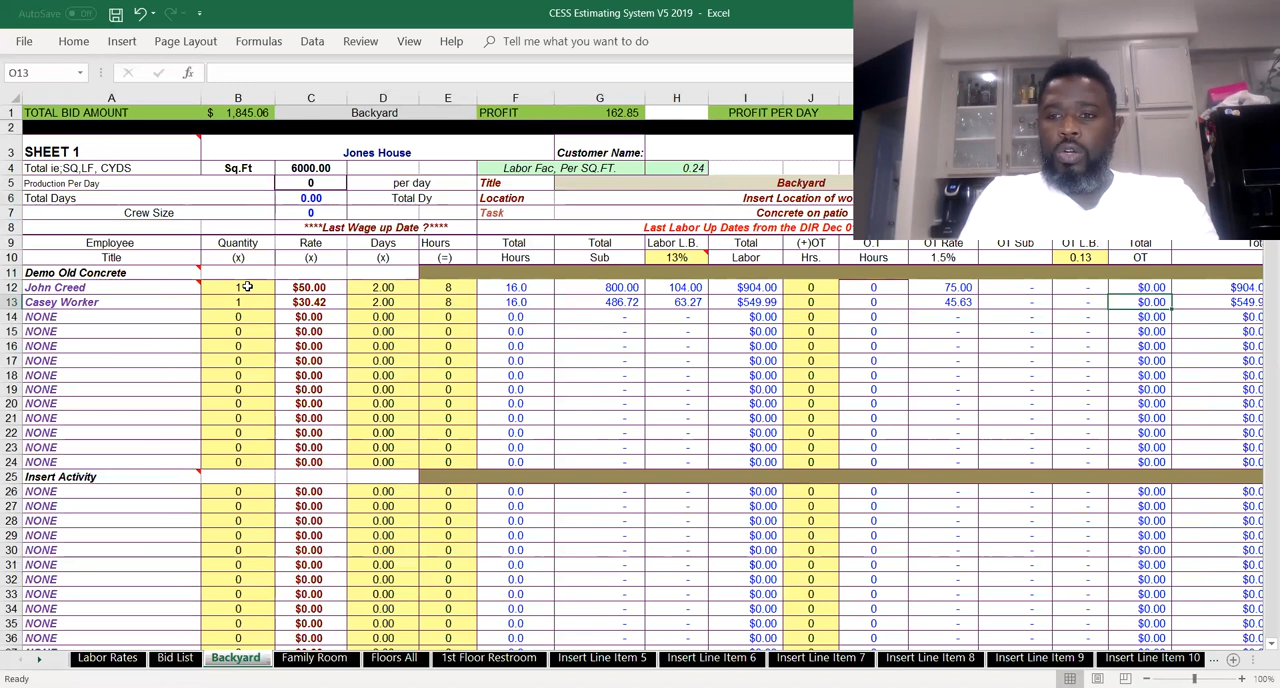 AutoSave Off CESS Estimating System V5 2019 - Excel
File Home Insert Page Layout Formulas Data Review View Help Tell me what you want to do
O13 fx
A B C D E F G H I J
1 TOTAL BID AMOUNT $ 1,845.06 Backyard PROFIT 162.85 PROFIT PER DAY
2
3 SHEET 1 Jones House Customer Name:
4 Total ie;SQ,LF, CYDS Sq.Ft 6000.00 Labor Fac, Per SQ.FT. 0.24
5 Production Per Day 0 per day Title Backyard
6 Total Days 0.00 Total Dy Location Insert Location of wo
7 Crew Size 0 Task Concrete on patio
8 ****Last Wage up Date ?**** Last Labor Up Dates from the DIR Dec 0
9 Employee Quantity Rate Days Hours Total Total Labor L.B. Total (+)OT O.T OT Rate OT Sub OT L.B. Total Tot
10 Title (x) (x) (x) (=) Hours Sub 13% Labor Hrs. Hours 1.5% 0.13 OT
11 Demo Old Concrete
12 John Creed 1 $50.00 2.00 8 16.0 800.00 104.00 $904.00 0 0 75.00 - - $0.00 $904.0
13 Casey Worker 1 $30.42 2.00 8 16.0 486.72 63.27 $549.99 0 0 45.63 - - $0.00 $549.9
14 NONE 0 $0.00 0.00 0 0.0 - - $0.00 0 0 - - - $0.00 $0.0
15 NONE 0 $0.00 0.00 0 0.0 - - $0.00 0 0 - - - $0.00 $0.0
16 NONE 0 $0.00 0.00 0 0.0 - - $0.00 0 0 - - - $0.00 $0.0
17 NONE 0 $0.00 0.00 0 0.0 - - $0.00 0 0 - - - $0.00 $0.0
18 NONE 0 $0.00 0.00 0 0.0 - - $0.00 0 0 - - - $0.00 $0.0
19 NONE 0 $0.00 0.00 0 0.0 - - $0.00 0 0 - - - $0.00 $0.0
20 NONE 0 $0.00 0.00 0 0.0 - - $0.00 0 0 - - - $0.00 $0.0
21 NONE 0 $0.00 0.00 0 0.0 - - $0.00 0 0 - - - $0.00 $0.0
22 NONE 0 $0.00 0.00 0 0.0 - - $0.00 0 0 - - - $0.00 $0.0
23 NONE 0 $0.00 0.00 0 0.0 - - $0.00 0 0 - - - $0.00 $0.0
24 NONE 0 $0.00 0.00 0 0.0 - - $0.00 0 0 - - - $0.00 $0.0
25 Insert Activity
26 NONE 0 $0.00 0.00 0 0.0 - - $0.00 0 0 - - - $0.00 $0.0
27 NONE 0 $0.00 0.00 0 0.0 - - $0.00 0 0 - - - $0.00 $0.0
28 NONE 0 $0.00 0.00 0 0.0 - - $0.00 0 0 - - - $0.00 $0.0
29 NONE 0 $0.00 0.00 0 0.0 - - $0.00 0 0 - - - $0.00 $0.0
30 NONE 0 $0.00 0.00 0 0.0 - - $0.00 0 0 - - - $0.00 $0.0
31 NONE 0 $0.00 0.00 0 0.0 - - $0.00 0 0 - - - $0.00 $0.0
32 NONE 0 $0.00 0.00 0 0.0 - - $0.00 0 0 - - - $0.00 $0.0
33 NONE 0 $0.00 0.00 0 0.0 - - $0.00 0 0 - - - $0.00 $0.0
34 NONE 0 $0.00 0.00 0 0.0 - - $0.00 0 0 - - - $0.00 $0.0
35 NONE 0 $0.00 0.00 0 0.0 - - $0.00 0 0 - - - $0.00 $0.0
36 NONE 0 $0.00 0.00 0 0.0 - - $0.00 0 0 - - - $0.00 $0.0
Labor Rates Bid List Backyard Family Room Floors All 1st Floor Restroom Insert Line Item 5 Insert Line Item 6 Insert Line Item 7 Insert Line Item 8 Insert Line Item 9 Insert Line Item 10 ...
Ready 100%